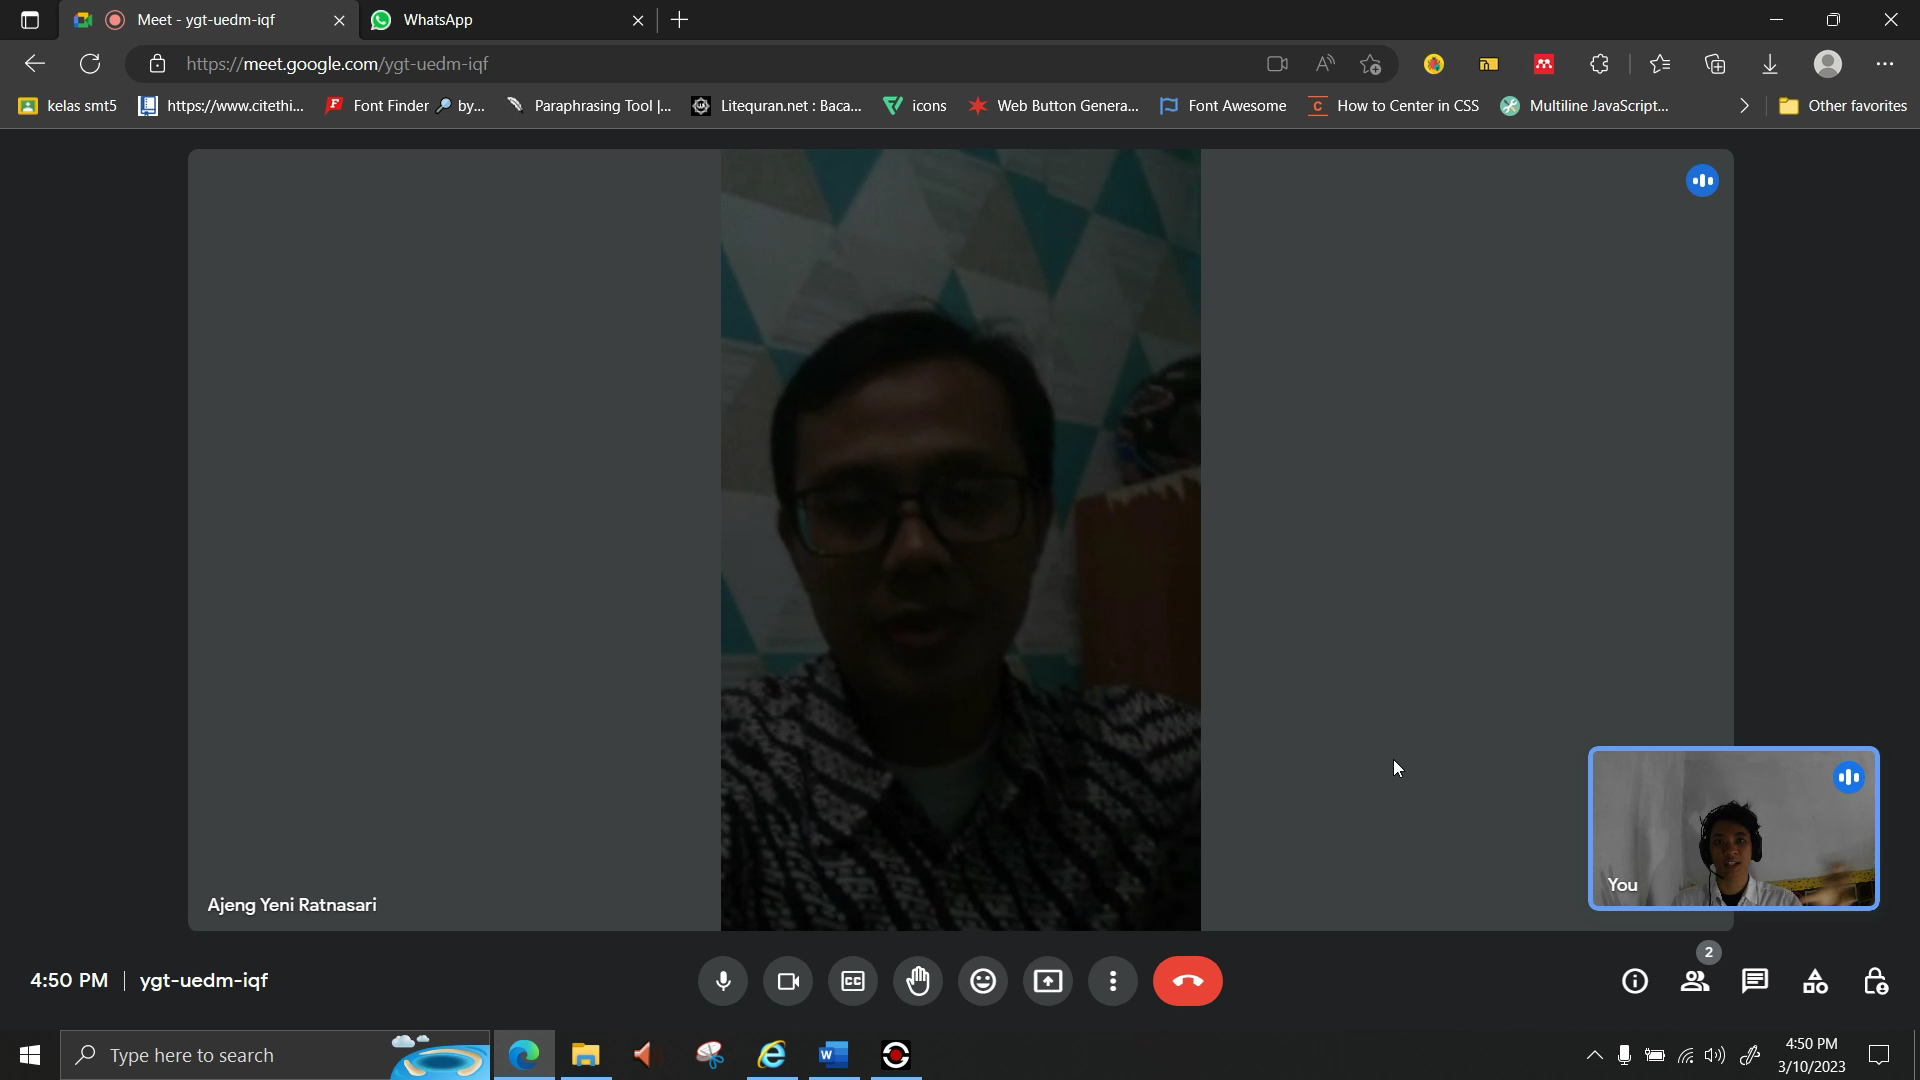 Meet - ygt-uedm-iqf
WhatsApp
https://meet.google.com/ygt-uedm-iqf
kelas smt5
https://www.citethi...
Font Finder 🔎 by...
Paraphrasing Tool |...
Litequran.net : Baca...
icons
Web Button Genera...
Font Awesome
How to Center in CSS
Multiline JavaScript...
Other favorites
Ajeng Yeni Ratnasari
You
4:50 PM | ygt-uedm-iqf
2
Type here to search
4:50 PM
3/10/2023